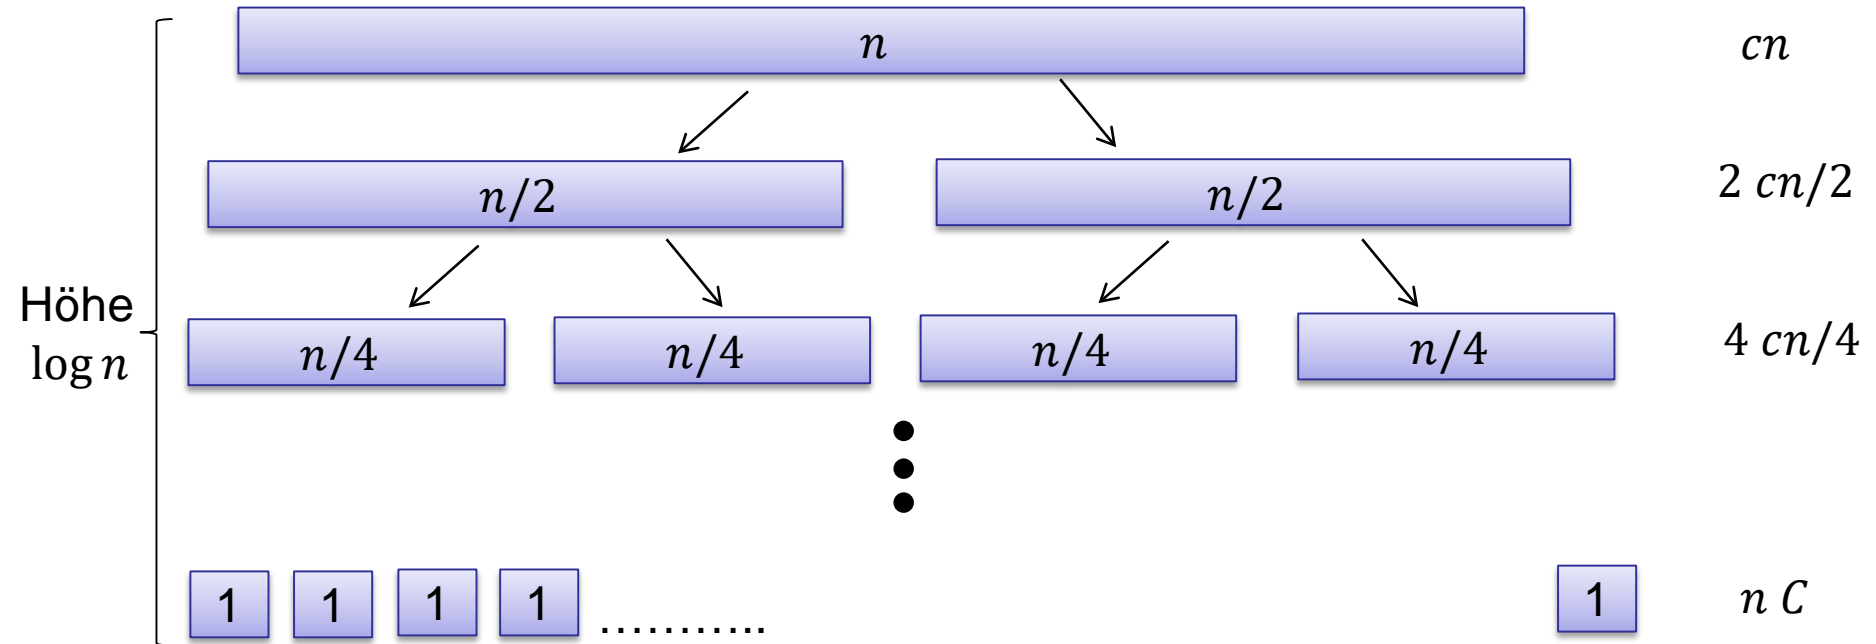 n cn
n/2 n/2 2 cn/2
Höhe
log n
n/4 n/4 n/4 n/4 4 cn/4
1 1 1 1 ........... 1 n C